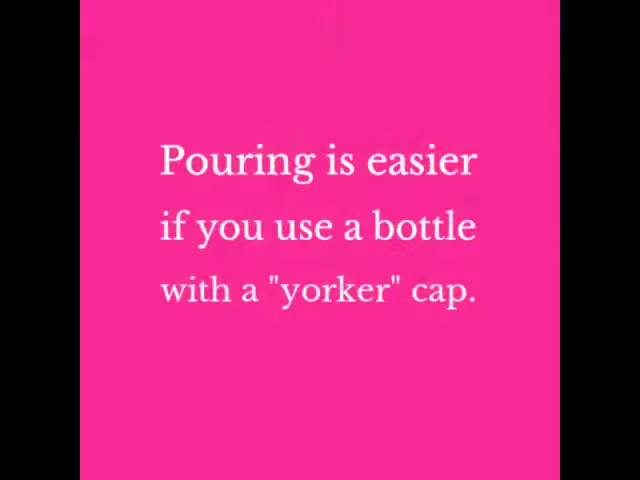 Pouring is easier
if you use a bottle
with a "yorker" cap.